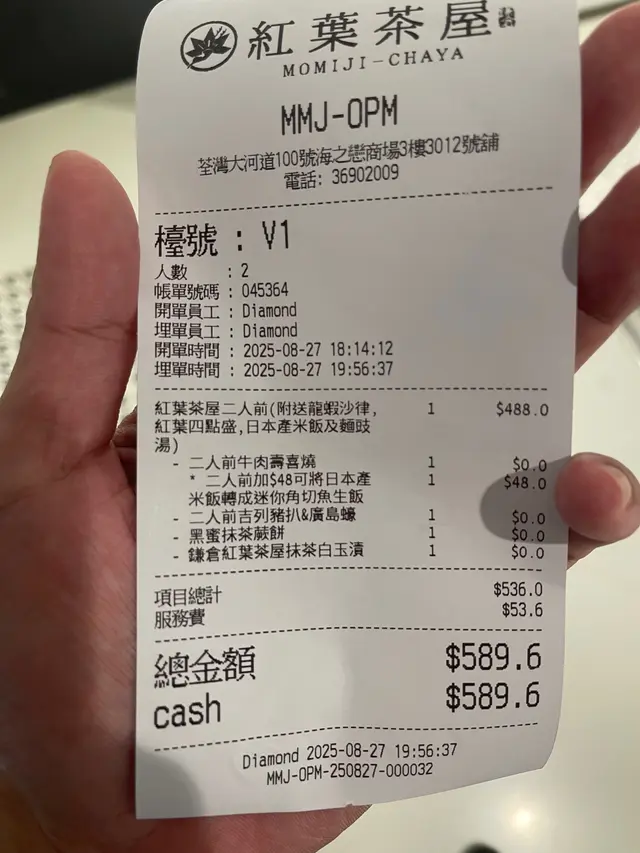 紅葉茶屋
MOMIJI-CHAYA
MMJ-OPM
荃灣大河道100號海之戀商場3樓3012號舖
電話: 36902009
檯號 : V1
人數 : 2
帳單號碼 : 045364
開單員工 : Diamond
埋單員工 : Diamond
開單時間 : 2025-08-27 18:14:12
埋單時間 : 2025-08-27 19:56:37
紅葉茶屋二人前(附送龍蝦沙律, 1 $488.0
紅葉四點盛,日本產米飯及麵豉
湯)
- 二人前牛肉壽喜燒 1 $0.0
* 二人前加$48可將日本產 1 $48.0
米飯轉成迷你角切魚生飯
- 二人前吉列豬扒&廣島蠔 1 $0.0
- 黑蜜抹茶蕨餅 1 $0.0
- 鎌倉紅葉茶屋抹茶白玉漬 1 $0.0
項目總計 $536.0
服務費 $53.6
總金額 $589.6
cash $589.6
Diamond 2025-08-27 19:56:37
MMJ-OPM-250827-000032